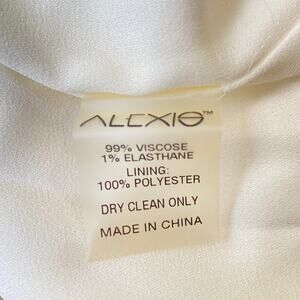 ALEXIS™
99% VISCOSE
1% ELASTHANE
LINING:
100% POLYESTER
DRY CLEAN ONLY
MADE IN CHINA